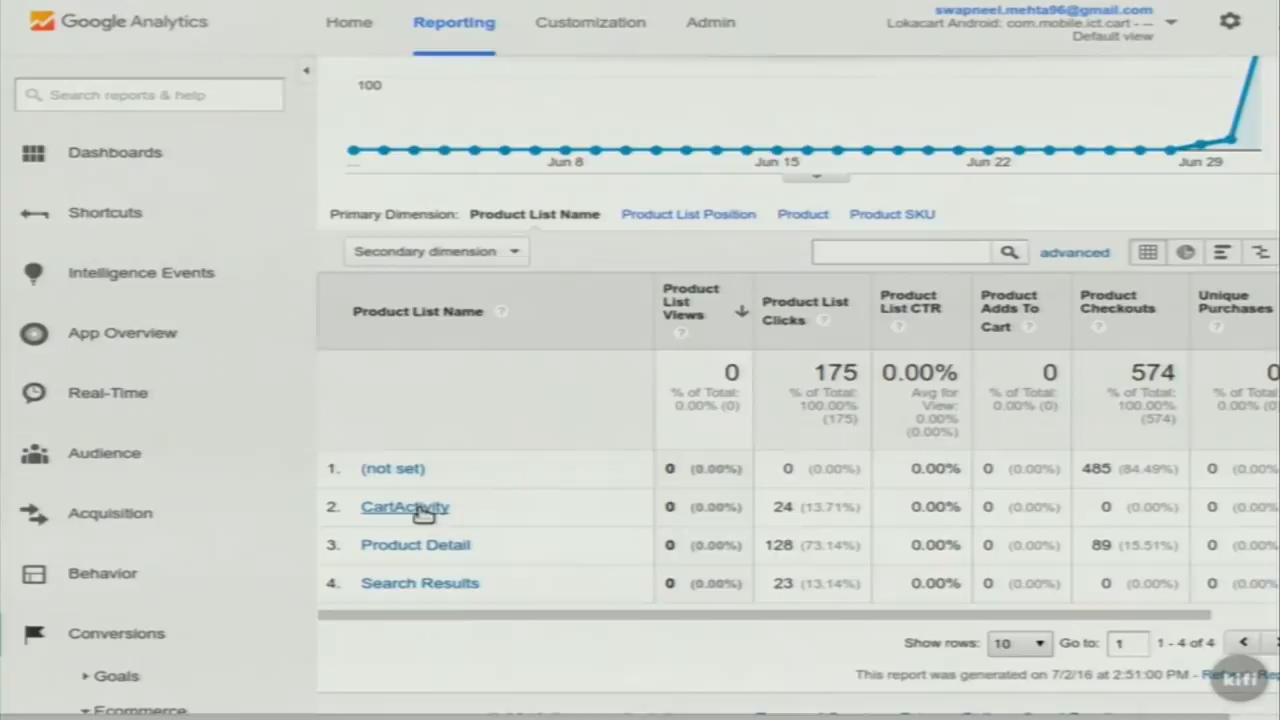 Google Analytics
Home Reporting Customization Admin
swapneel.mehta96@gmail.com
Lokacart Android: com.mobile.ict.cart - --
Default view
Search reports & help
Dashboards
Shortcuts
Intelligence Events
App Overview
Real-Time
Audience
Acquisition
Behavior
Conversions
Goals
Ecommerce
100
... Jun 8 Jun 15 Jun 22 Jun 29
Primary Dimension: Product List Name Product List Position Product Product SKU
Secondary dimension advanced
Product List Name ? Product List Views ? Product List Clicks ? Product List CTR ? Product Adds To Cart ? Product Checkouts ? Unique Purchases ?
0 175 0.00% 0 574 0
% of Total: 0.00% (0) % of Total: 100.00% (175) Avg for View: 0.00% (0.00%) % of Total: 0.00% (0) % of Total: 100.00% (574) % of Total: 0.00% (0
1. (not set) 0 (0.00%) 0 (0.00%) 0.00% 0 (0.00%) 485 (84.49%) 0 (0.00%
2. CartActivity 0 (0.00%) 24 (13.71%) 0.00% 0 (0.00%) 0 (0.00%) 0 (0.00%
3. Product Detail 0 (0.00%) 128 (73.14%) 0.00% 0 (0.00%) 89 (15.51%) 0 (0.00%
4. Search Results 0 (0.00%) 23 (13.14%) 0.00% 0 (0.00%) 0 (0.00%) 0 (0.00%
Show rows: 10 Go to: 1 1 - 4 of 4
This report was generated on 7/2/16 at 2:51:00 PM -
kifi